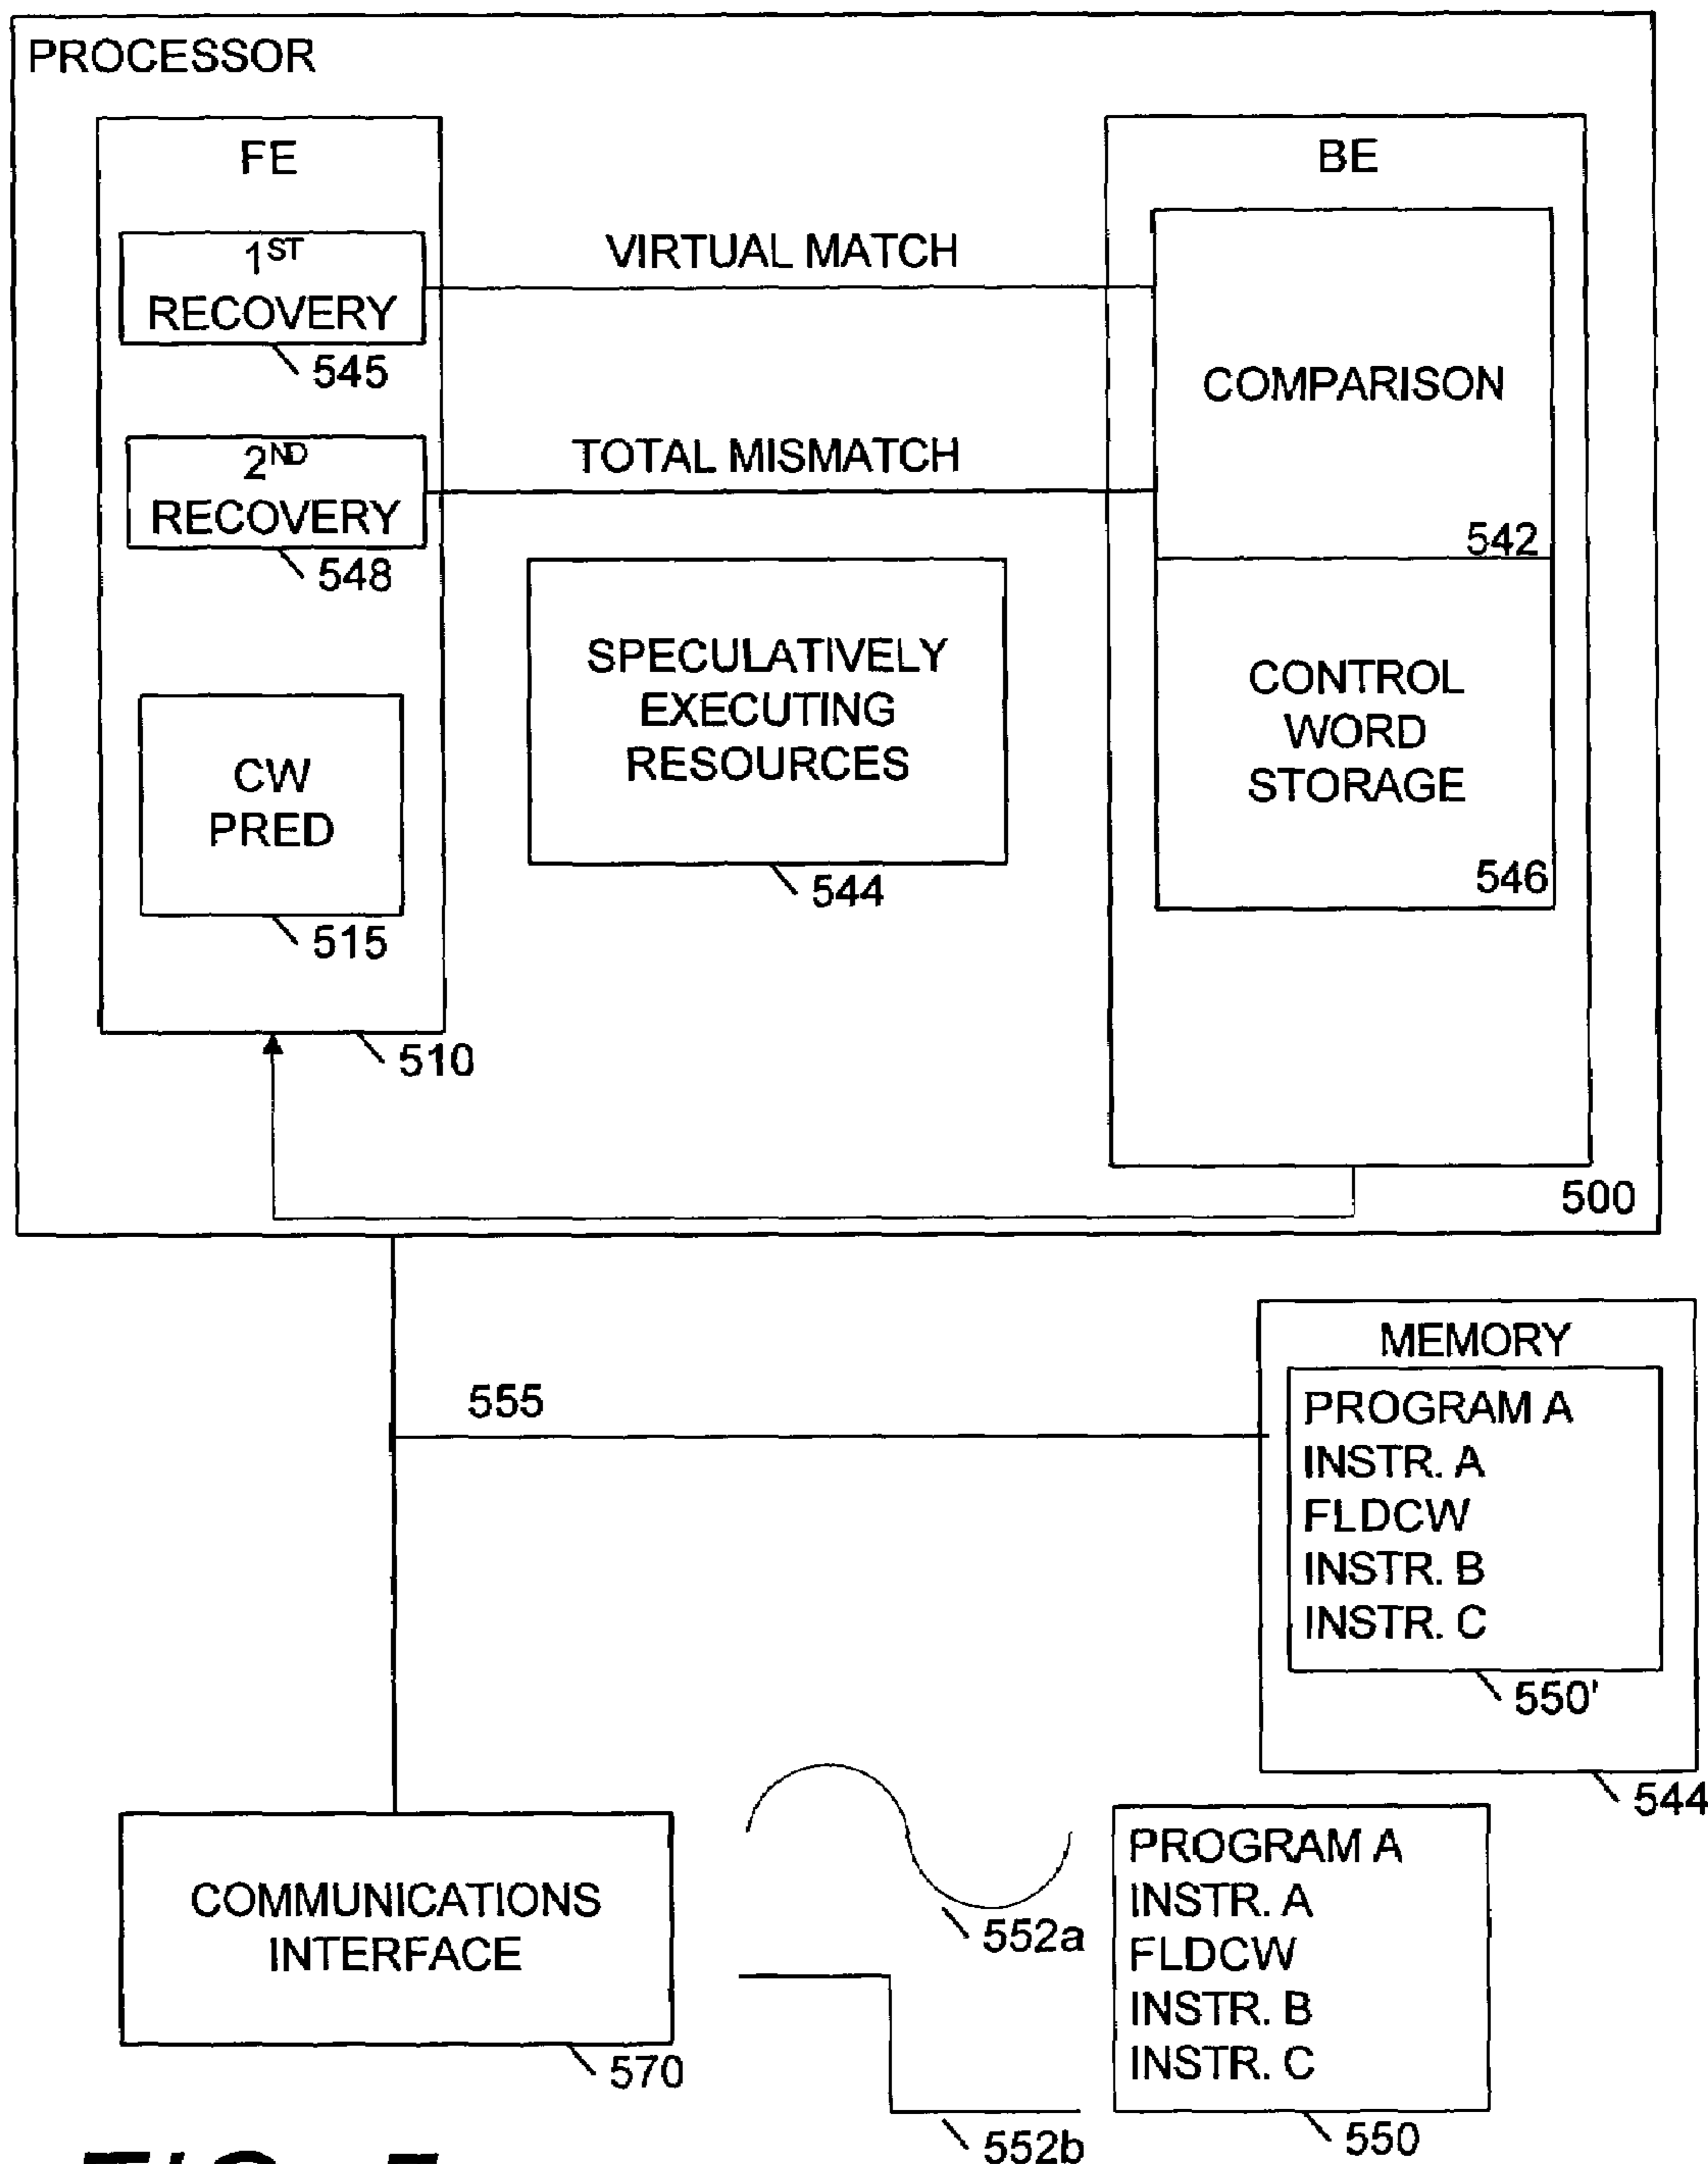 PROCESSOR
FE
1ST
RECOVERY
545
VIRTUAL MATCH
2ND
RECOVERY
548
TOTAL MISMATCH
CW
PRED
515
510
SPECULATIVELY
EXECUTING
RESOURCES
544
BE
COMPARISON
542
CONTROL
WORD
STORAGE
546
500
555
MEMORY
PROGRAM A
INSTR. A
FLDCW
INSTR. B
INSTR. C
550'
544
COMMUNICATIONS
INTERFACE
570
552a
552b
PROGRAM A
INSTR. A
FLDCW
INSTR. B
INSTR. C
550